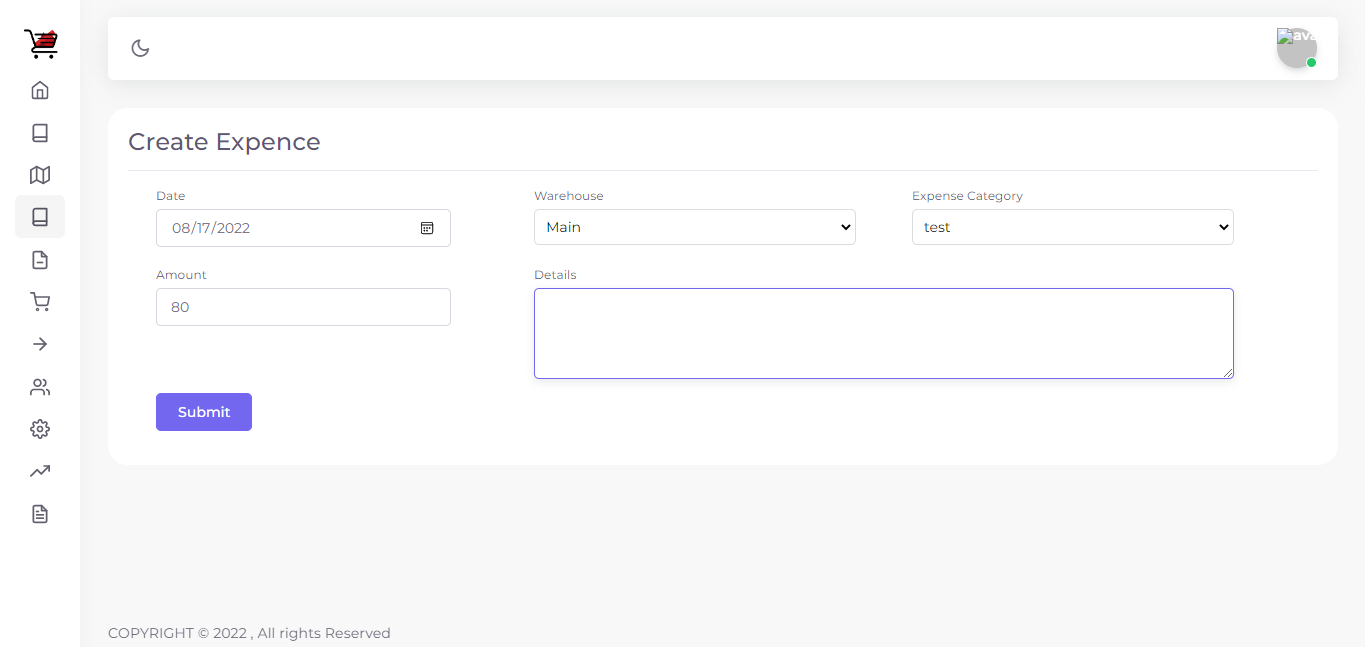 ava
Create Expence
Date
Warehouse
Expense Category
08/17/2022
Main
test
Amount
Details
80
Submit
COPYRIGHT © 2022 , All rights Reserved